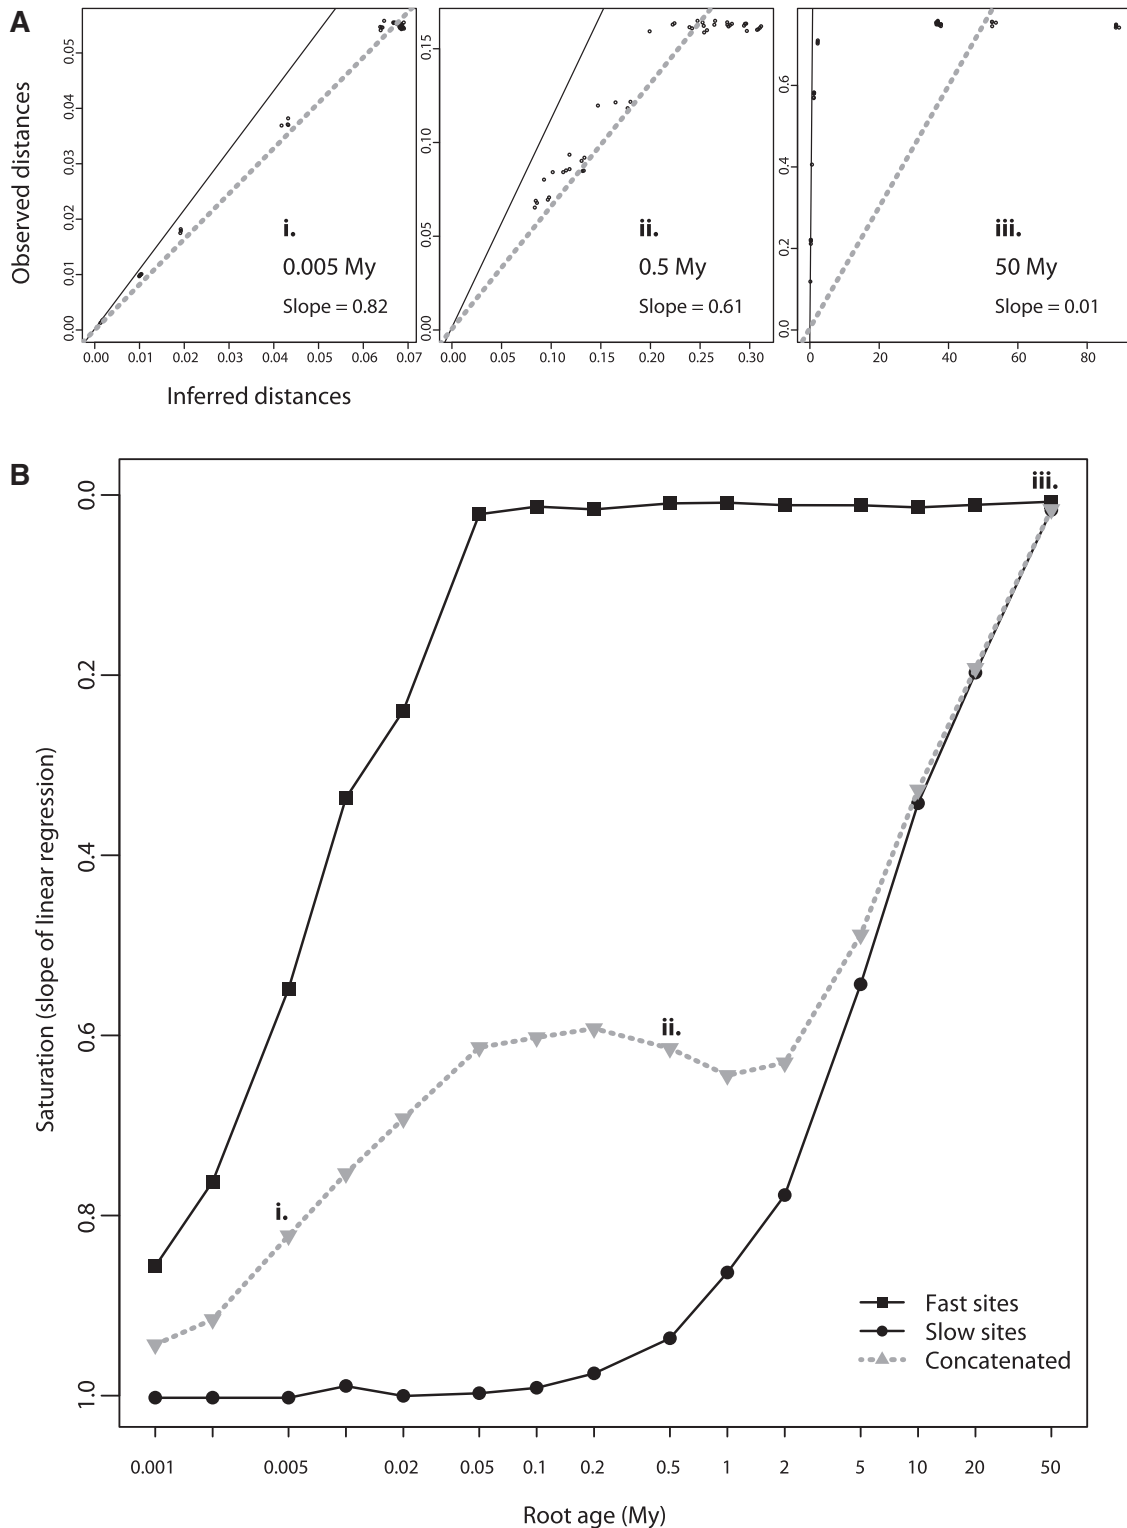 A
Observed distances
0.00 0.01 0.02 0.03 0.04 0.05
i.
0.005 My
Slope = 0.82
0.00 0.01 0.02 0.03 0.04 0.05 0.06 0.07
0.00 0.05 0.10 0.15
ii.
0.5 My
Slope = 0.61
0.00 0.05 0.10 0.15 0.20 0.25 0.30
0.0 0.2 0.4 0.6
iii.
50 My
Slope = 0.01
0 20 40 60 80
Inferred distances
B
Saturation (slope of linear regression)
0.0
0.2
0.4
0.6
0.8
1.0
iii.
ii.
i.
Fast sites
Slow sites
Concatenated
0.001 0.005 0.02 0.05 0.1 0.2 0.5 1 2 5 10 20 50
Root age (My)